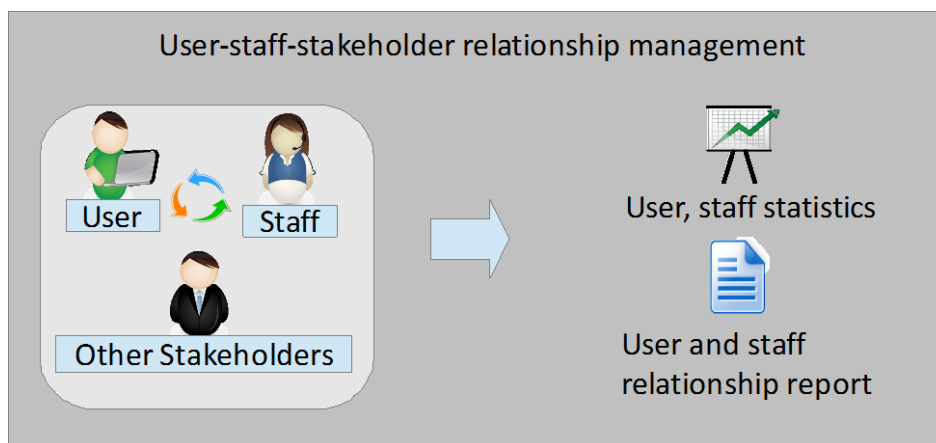 User-staff-stakeholder relationship management
User
Staff
Other Stakeholders
User, staff statistics
User and staff
relationship report